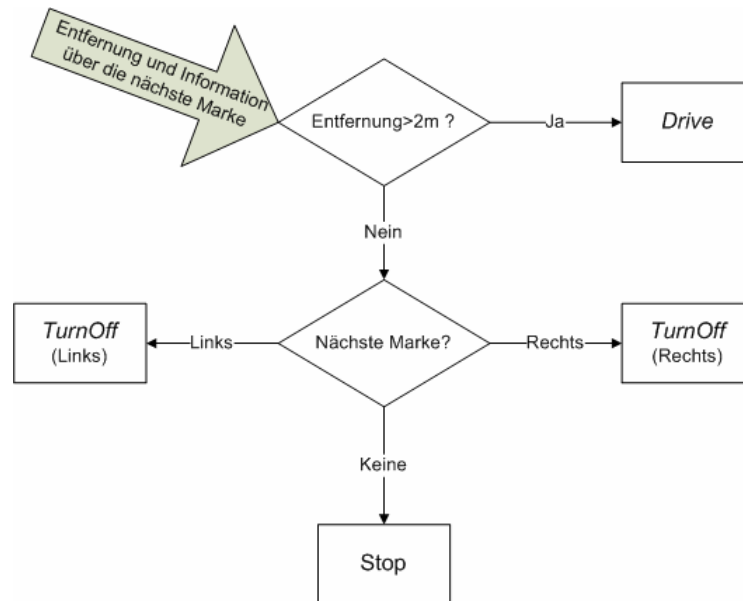 Entfernung und Information
über die nächste Marke
Entfernung>2m ?
Ja
Drive
Nein
TurnOff
(Links)
Links
Nächste Marke?
Rechts
TurnOff
(Rechts)
Keine
Stop